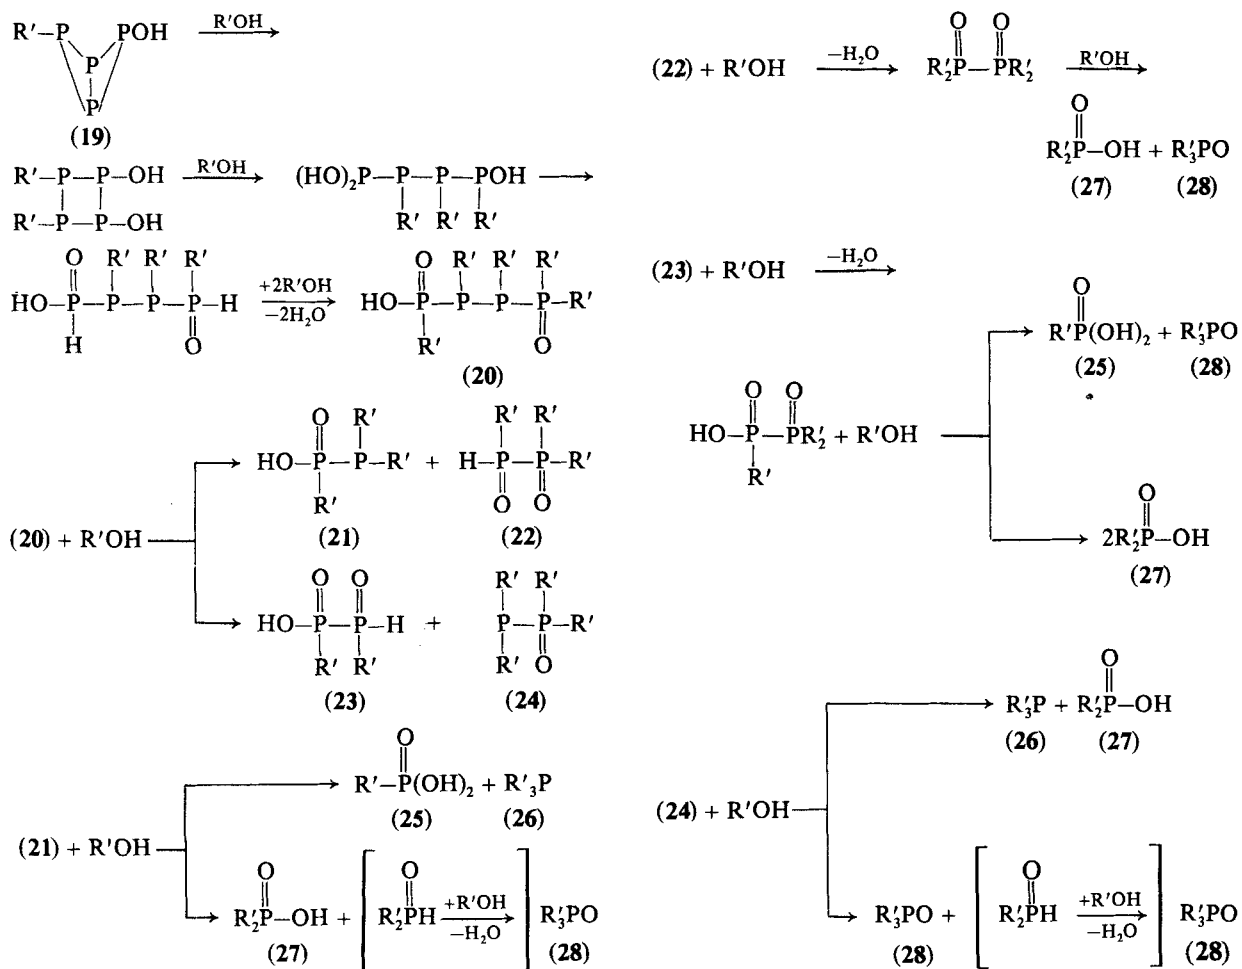 R′—P POH R′OH
P
P
(19)
R′—P—P—OH R′OH (HO)₂P—P—P—POH
R′—P—P—OH R′ R′ R′
O R′ R′ R′ O R′ R′ R′
HO—P—P—P—P—H +2R′OH −2H₂O HO—P—P—P—P—R′
H O R′ O
(20)
O R′ R′ R′
HO—P—P—R′ + H—P—P—R′
R′ O O
(21) (22)
(20) + R′OH
O O R′ R′
HO—P—P—H + P—P—R′
R′ R′ R′ O
(23) (24)
O
R′—P(OH)₂ + R′₃P
(25) (26)
(21) + R′OH
O O
R′₂P—OH + [ R′₂PH +R′OH −H₂O ] R′₃PO
(27) (28)
O O
(22) + R′OH −H₂O R′₂P—PR′₂ R′OH
O
R′₂P—OH + R′₃PO
(27) (28)
(23) + R′OH −H₂O
O
R′P(OH)₂ + R′₃PO
(25) (28)
O O
HO—P—PR′₂ + R′OH
R′
O
2R′₂P—OH
(27)
O
R′₃P + R′₂P—OH
(26) (27)
(24) + R′OH
O
R′₃PO + [ R′₂PH +R′OH −H₂O ] R′₃PO
(28) (28)